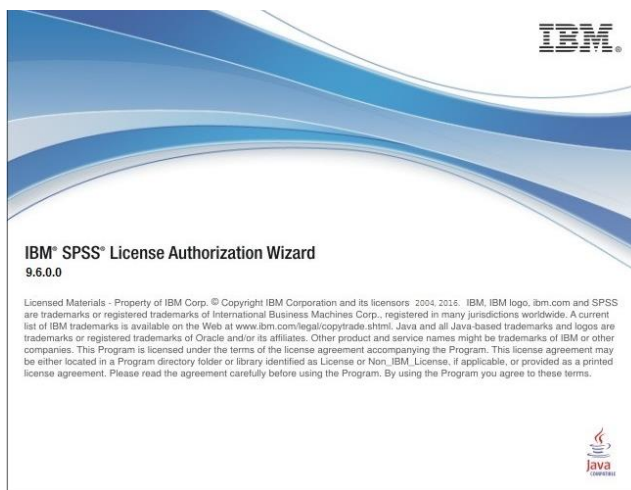 IBM®
IBM® SPSS® License Authorization Wizard
9.6.0.0
Licensed Materials - Property of IBM Corp. © Copyright IBM Corporation and its licensors 2004, 2016. IBM, IBM logo, ibm.com and SPSS
are trademarks or registered trademarks of International Business Machines Corp., registered in many jurisdictions worldwide. A current
list of IBM trademarks is available on the Web at www.ibm.com/legal/copytrade.shtml. Java and all Java-based trademarks and logos are
trademarks or registered trademarks of Oracle and/or its affiliates. Other product and service names might be trademarks of IBM or other
companies. This Program is licensed under the terms of the license agreement accompanying the Program. This license agreement may
be either located in a Program directory folder or library identified as License or Non_IBM_License, if applicable, or provided as a printed
license agreement. Please read the agreement carefully before using the Program. By using the Program you agree to these terms.
Java
COMPATIBLE